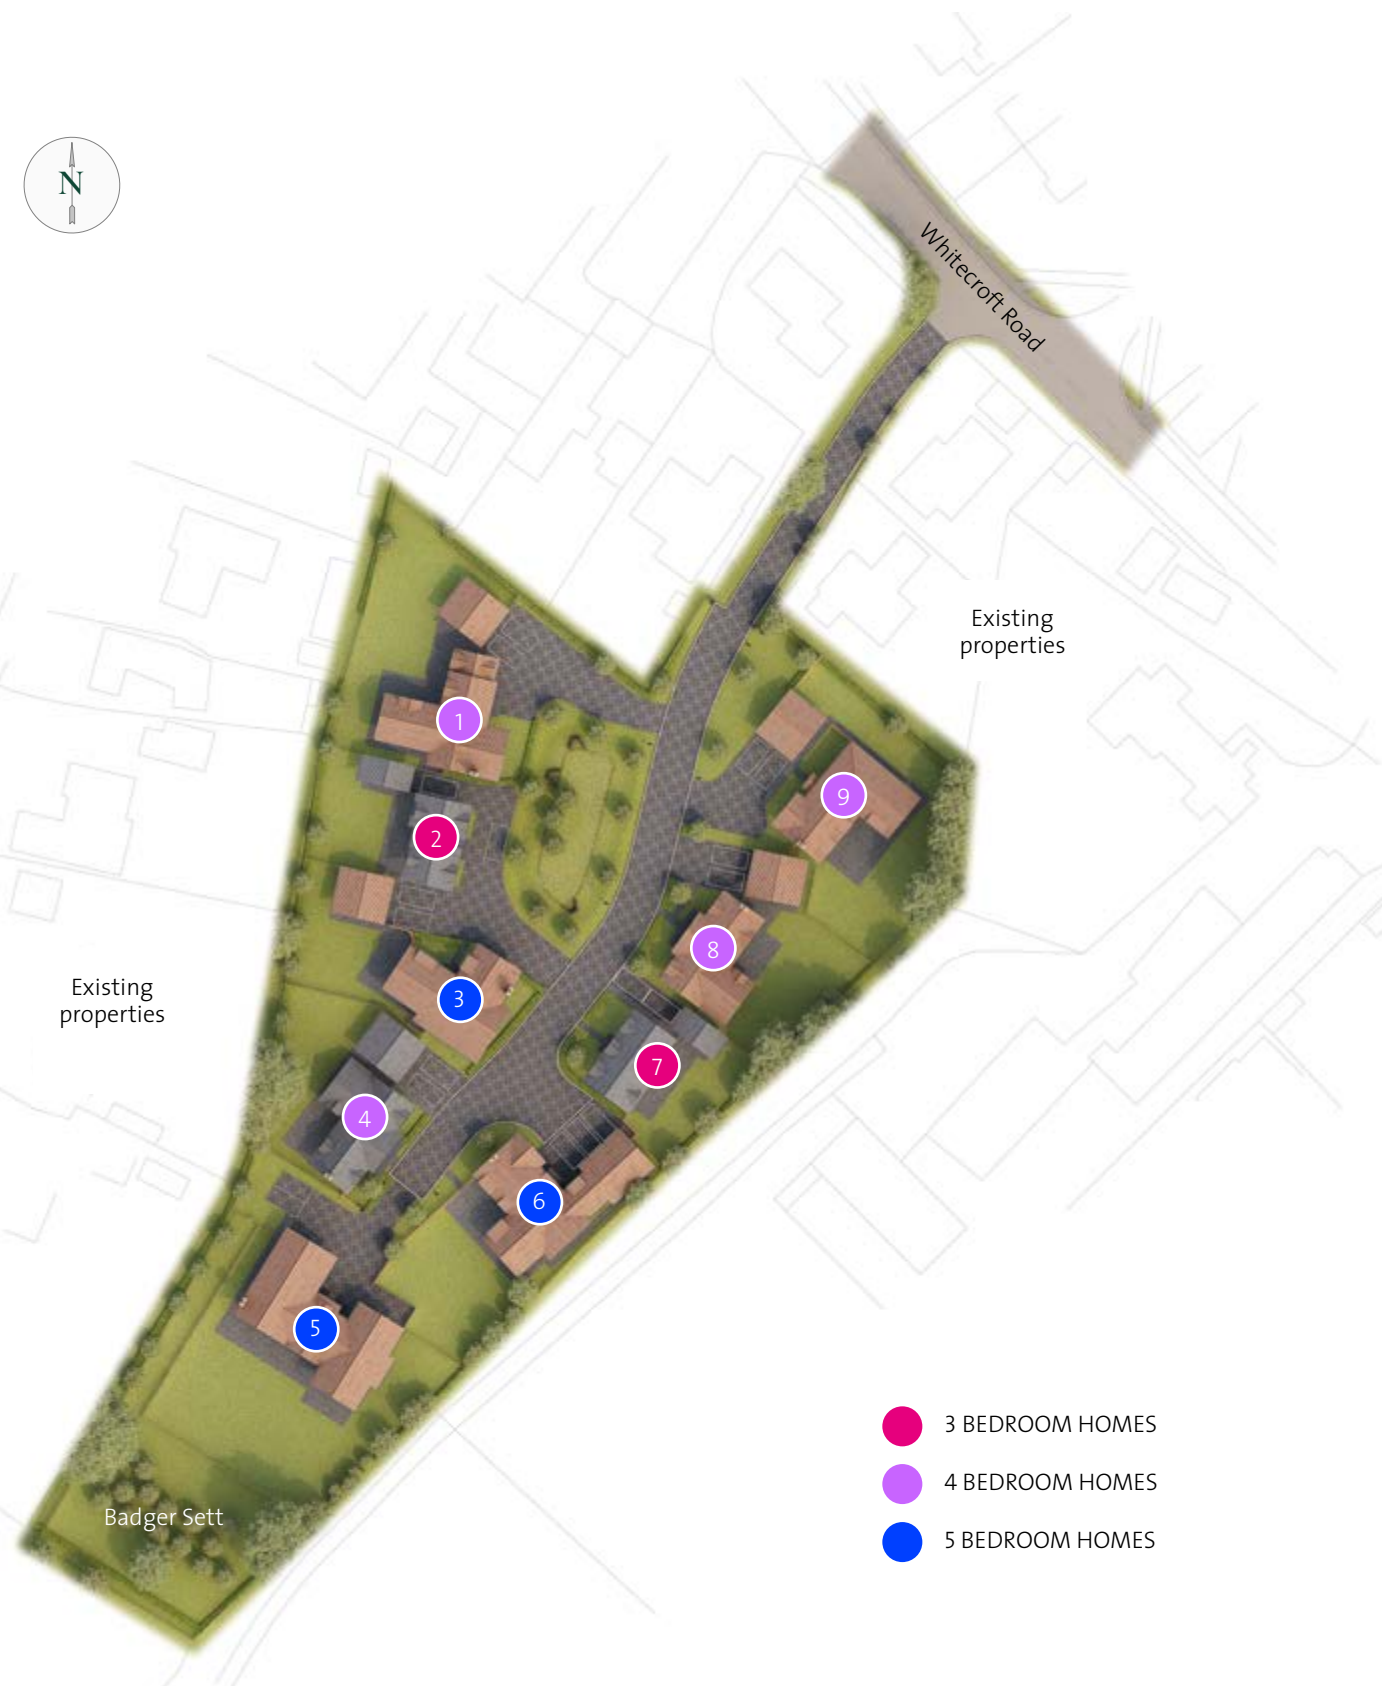 N
Whitecroft Road
Existing
properties
1
9
2
8
Existing
properties
3
7
4
6
5
3 BEDROOM HOMES
4 BEDROOM HOMES
5 BEDROOM HOMES
Badger Sett